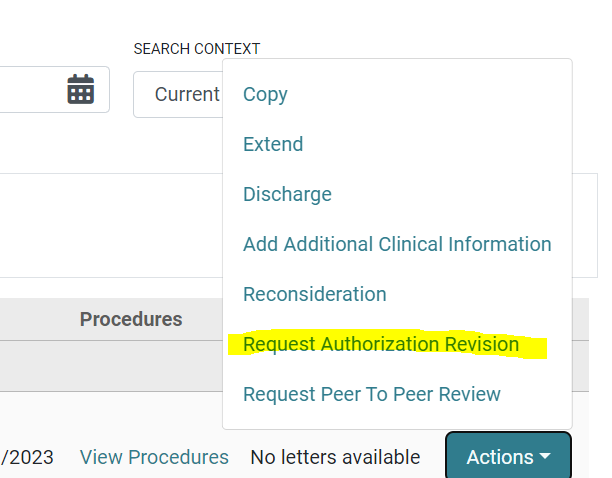 SEARCH CONTEXT
Current
Copy
Extend
Discharge
Add Additional Clinical Information
Reconsideration
Procedures
Request Authorization Revision
Request Peer To Peer Review
/2023 View Procedures No letters available Actions